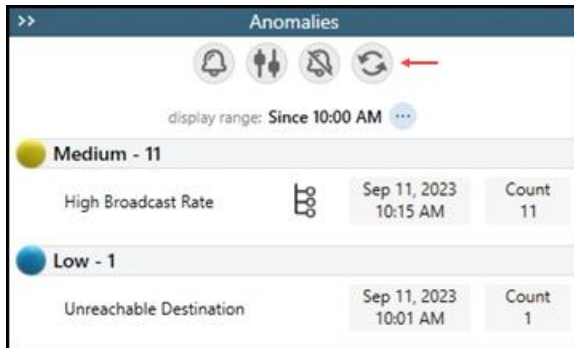 >> Anomalies
display range: Since 10:00 AM ...
Medium - 11
High Broadcast Rate
Sep 11, 2023
10:15 AM
Count
11
Low - 1
Unreachable Destination
Sep 11, 2023
10:01 AM
Count
1